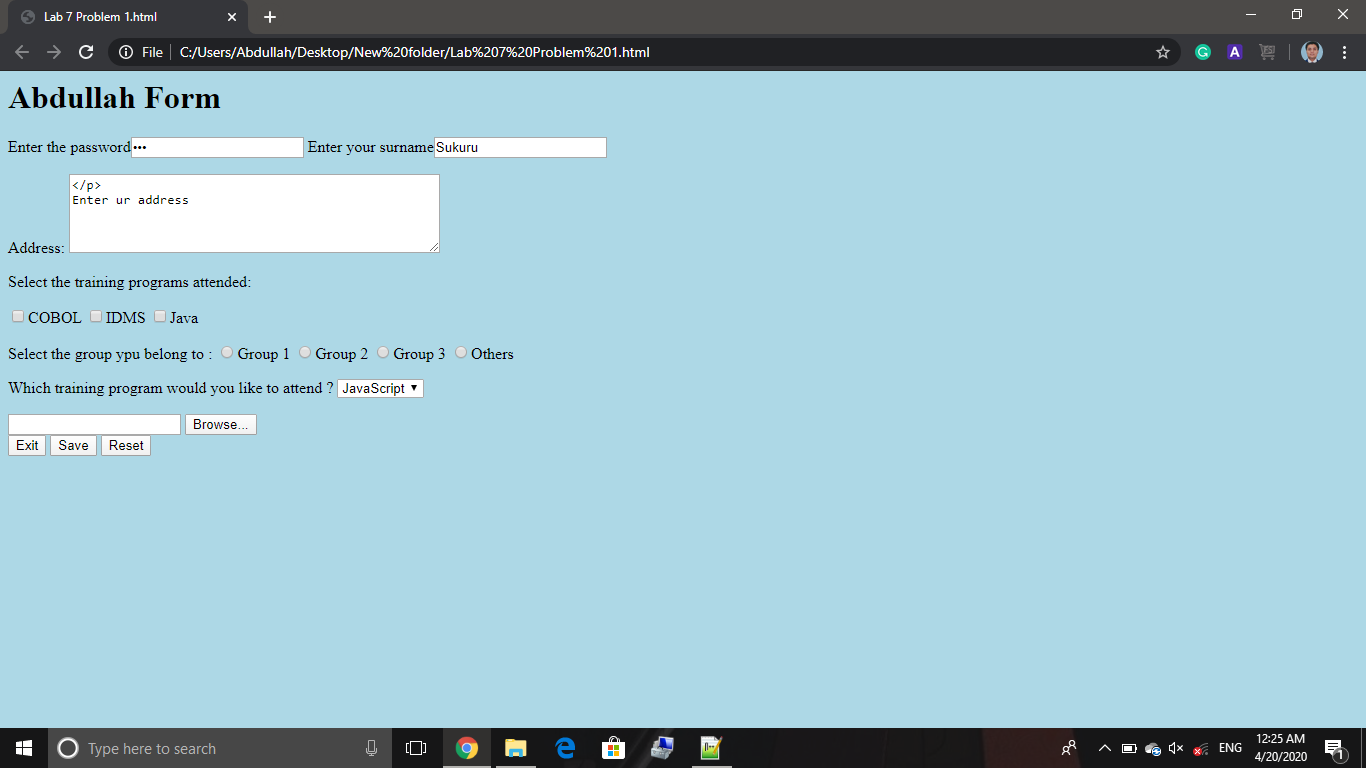 Lab 7 Problem 1.html
File C:/Users/Abdullah/Desktop/New%20folder/Lab%207%20Problem%201.html
Abdullah Form
Enter the password••• Enter your surnameSukuru
</p>
Enter ur address
Address:
Select the training programs attended:
COBOL IDMS Java
Select the group ypu belong to : Group 1 Group 2 Group 3 Others
Which training program would you like to attend ? JavaScript
Browse...
Exit Save Reset
Type here to search
ENG
12:25 AM
4/20/2020
1